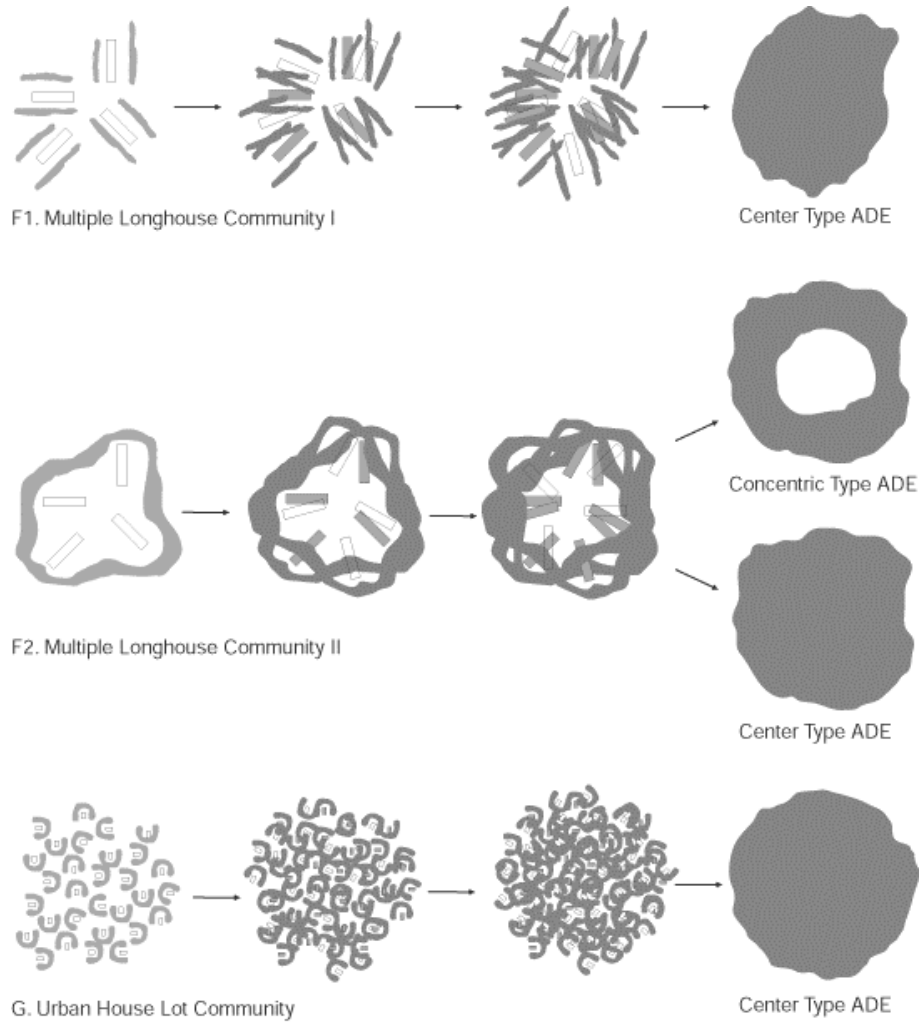 F1. Multiple Longhouse Community I
Center Type ADE
Concentric Type ADE
F2. Multiple Longhouse Community II
Center Type ADE
G. Urban House Lot Community
Center Type ADE